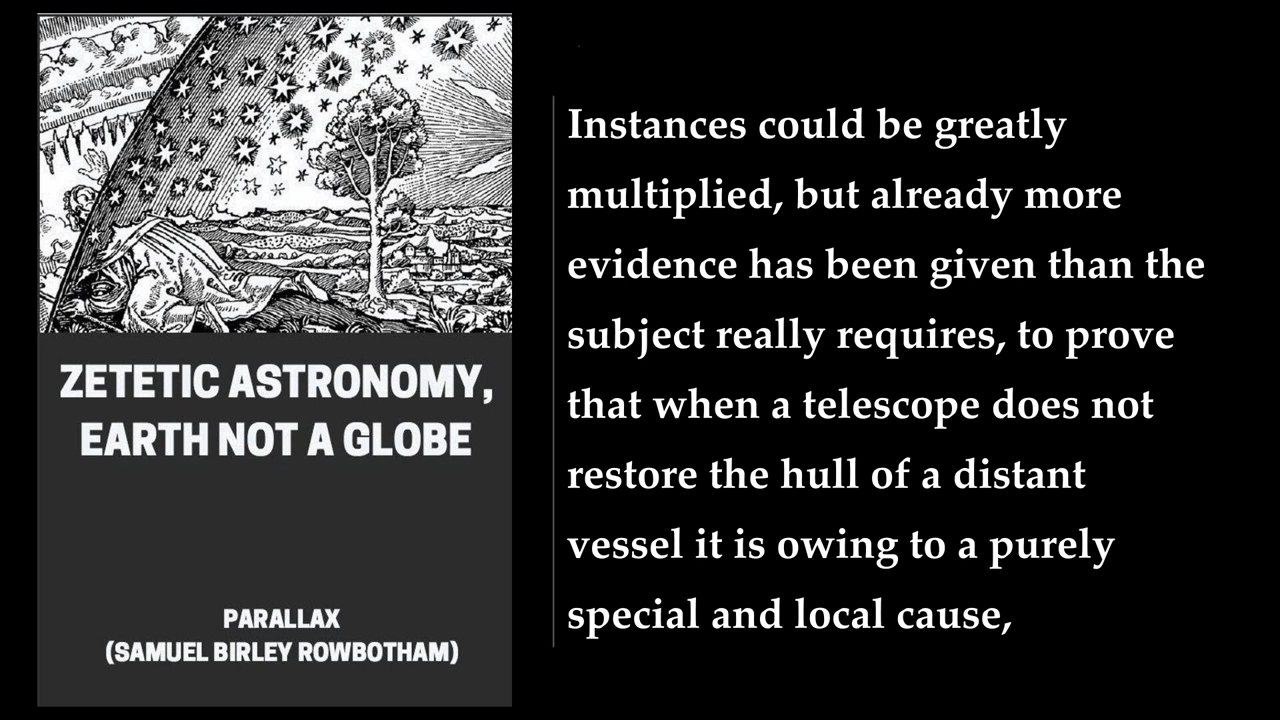 ZETETIC ASTRONOMY,
EARTH NOT A GLOBE
PARALLAX
(SAMUEL BIRLEY ROWBOTHAM)
Instances could be greatly
multiplied, but already more
evidence has been given than the
subject really requires, to prove
that when a telescope does not
restore the hull of a distant
vessel it is owing to a purely
special and local cause,